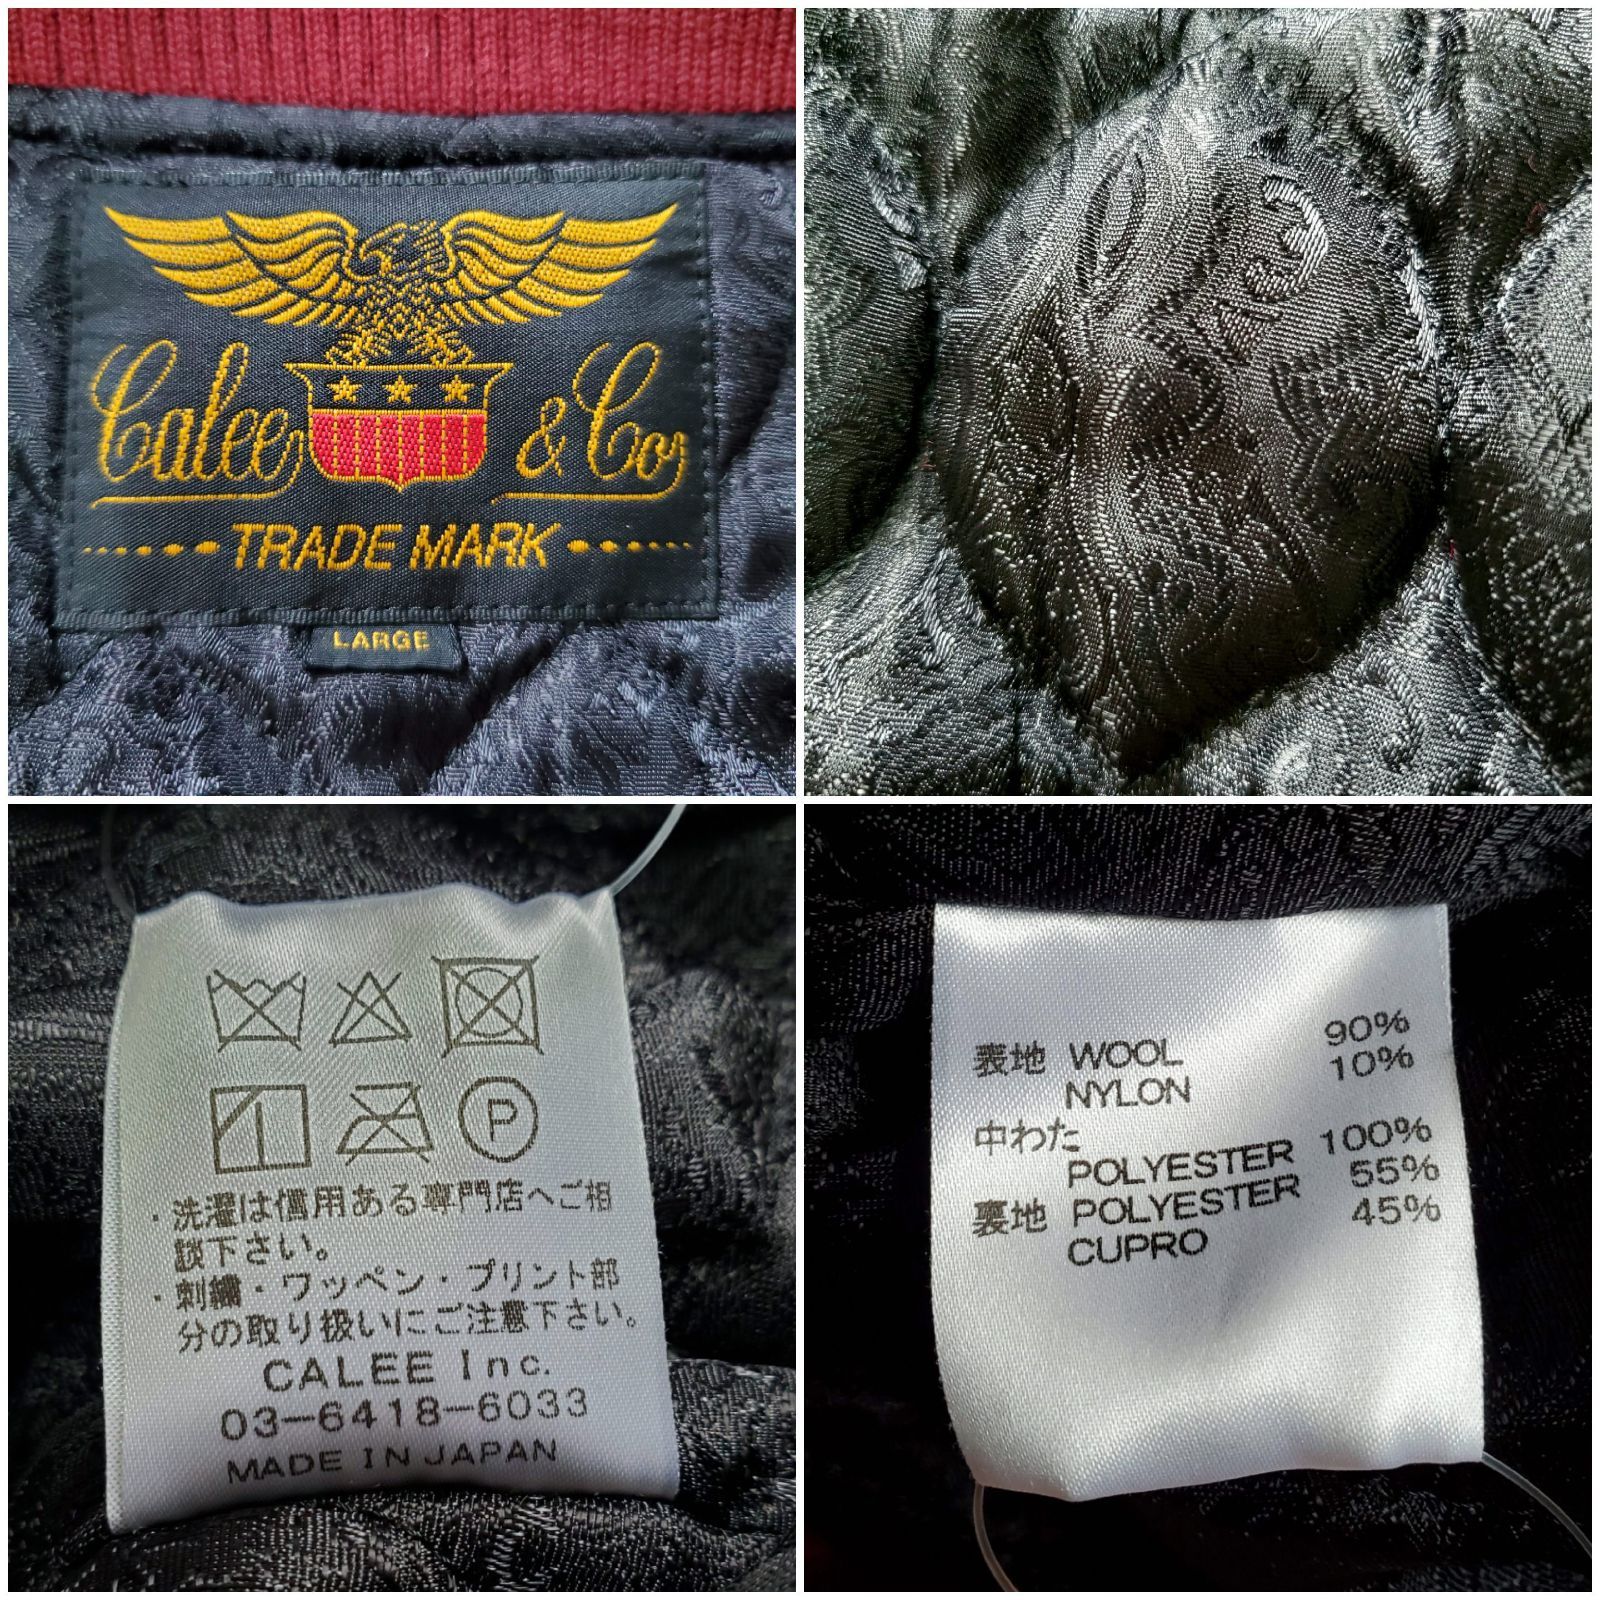 Calee & Co
TRADE MARK
LARGE
P
・洗濯は信用ある専門店へご相
談下さい。
・刺繍・ワッペン・プリント部
分の取り扱いにご注意下さい。
CALEE Inc.
03-6418-6033
MADE IN JAPAN
表地 WOOL 90%
NYLON 10%
中わた
POLYESTER 100%
裏地 POLYESTER 55%
CUPRO 45%